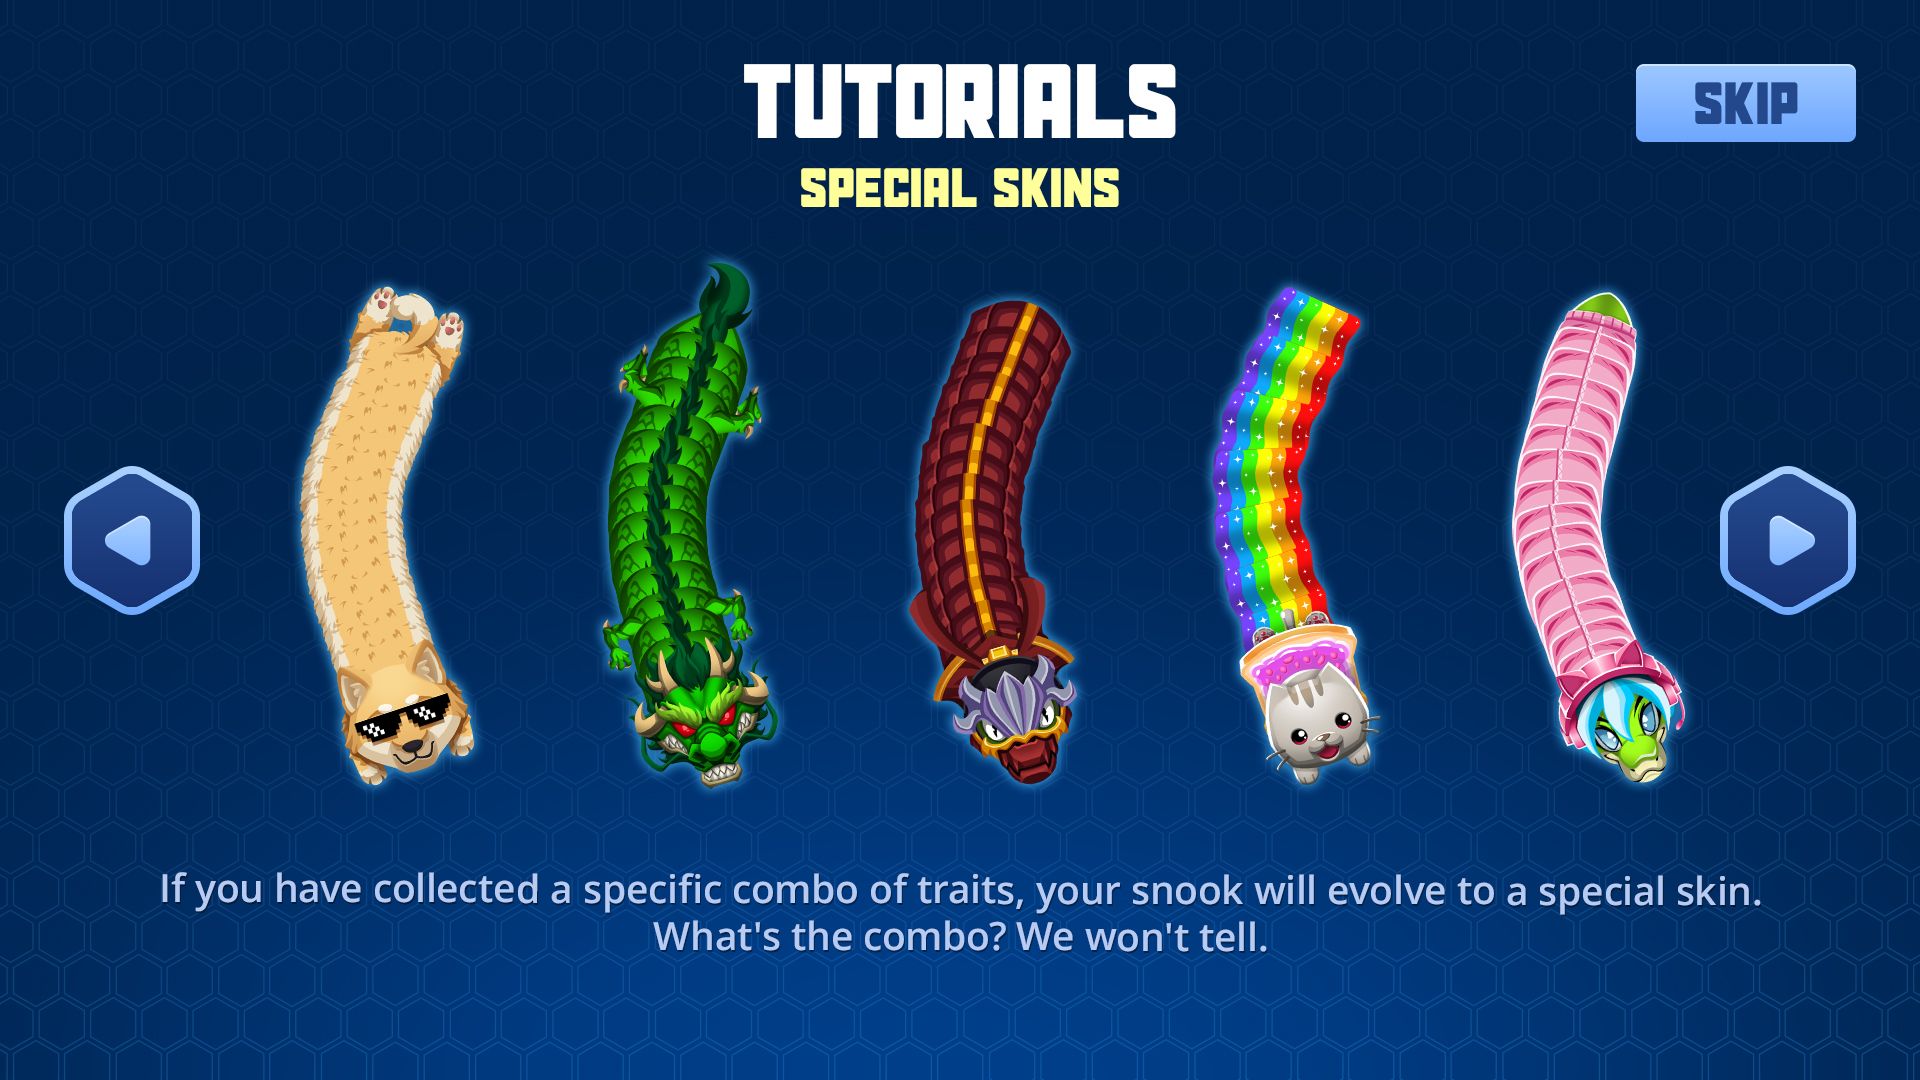 TUTORIALS
SKIP
SPECIAL SKINS
If you have collected a specific combo of traits, your snook will evolve to a special skin.
What's the combo? We won't tell.